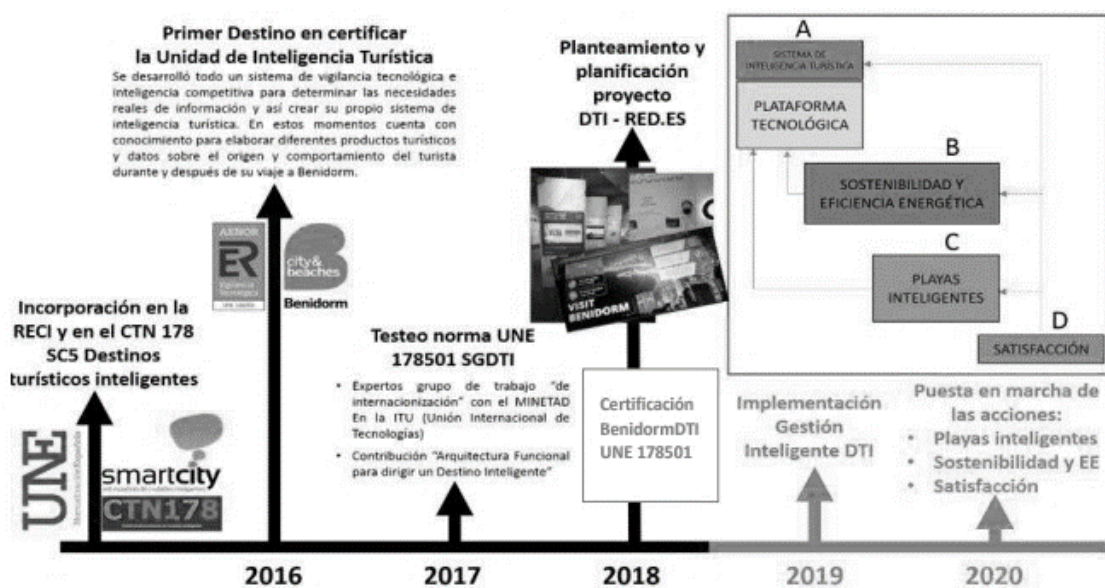 Incorporación en la
RECI y en el CTN 178
SC5 Destinos
turísticos inteligentes
UNE
smartcity
CTN178
Primer Destino en certificar
la Unidad de Inteligencia Turística
Se desarrolló todo un sistema de vigilancia tecnológica e
inteligencia competitiva para determinar las necesidades
reales de información y así crear su propio sistema de
inteligencia turística. En estos momentos cuenta con
conocimiento para elaborar diferentes productos turísticos
y datos sobre el origen y comportamiento del turista
durante y después de su viaje a Benidorm.
AENOR
ER
Vigilancia
Tecnológica
B
city&
beaches
Benidorm
Testeo norma UNE
178501 SGDTI
• Expertos grupo de trabajo "de
internacionización" con el MINETAD
En la ITU (Unión Internacional de
Tecnologías)
• Contribución "Arquitectura Funcional
para dirigir un Destino Inteligente"
Planteamiento y
planificación
proyecto
DTI - RED.ES
VISIT
BENIDORM
Certificación
BenidormDTI
UNE 178501
A
SISTEMA DE
INTELIGENCIA TURÍSTICA
PLATAFORMA
TECNOLÓGICA
B
SOSTENIBILIDAD Y
EFICIENCIA ENERGÉTICA
C
PLAYAS
INTELIGENTES
D
SATISFACCIÓN
Implementación
Gestión
Inteligente DTI
Puesta en marcha de
las acciones:
• Playas inteligentes
• Sostenibilidad y EE
• Satisfacción
2016
2017
2018
2019
2020